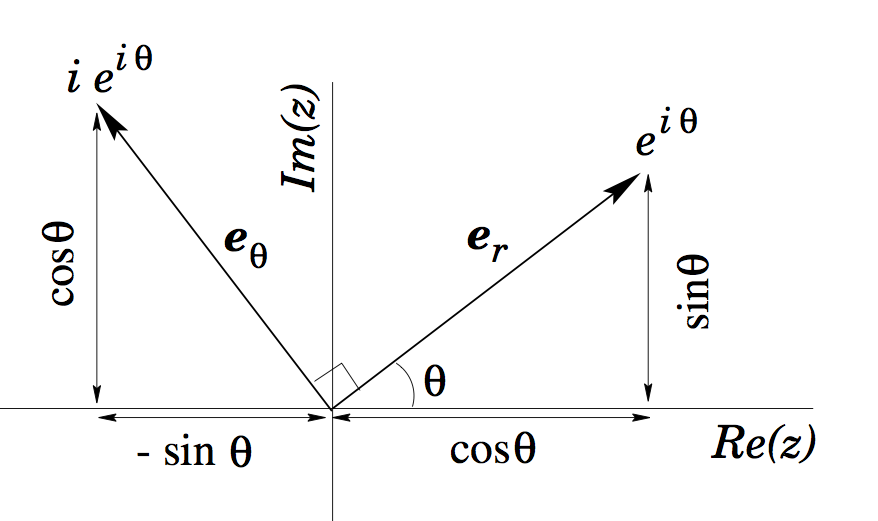 i e^{iθ}
Im(z)
e^{iθ}
cosθ
e_θ
e_r
sinθ
θ
- sin θ
cosθ
Re(z)